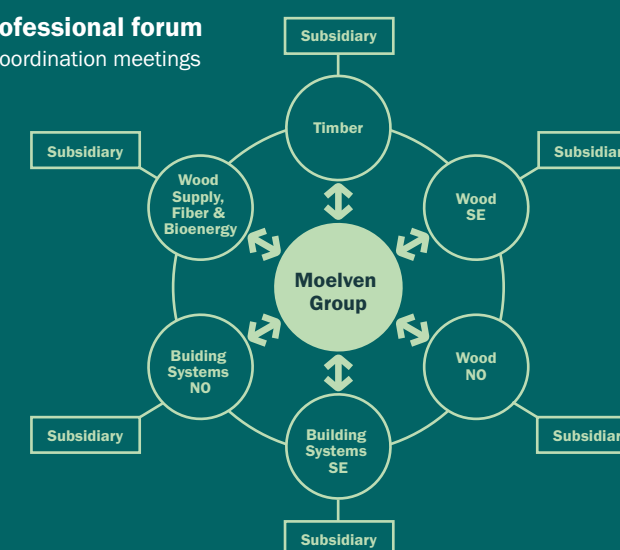 ofessional forum
oordination meetings
Subsidiary
Timber
Subsidiary
Subsidiar
Wood
Supply,
Fiber &
Bioenergy
Wood
SE
Moelven
Group
Buiding
Systems
NO
Wood
NO
Subsidiary
Subsidiar
Building
Systems
SE
Subsidiary